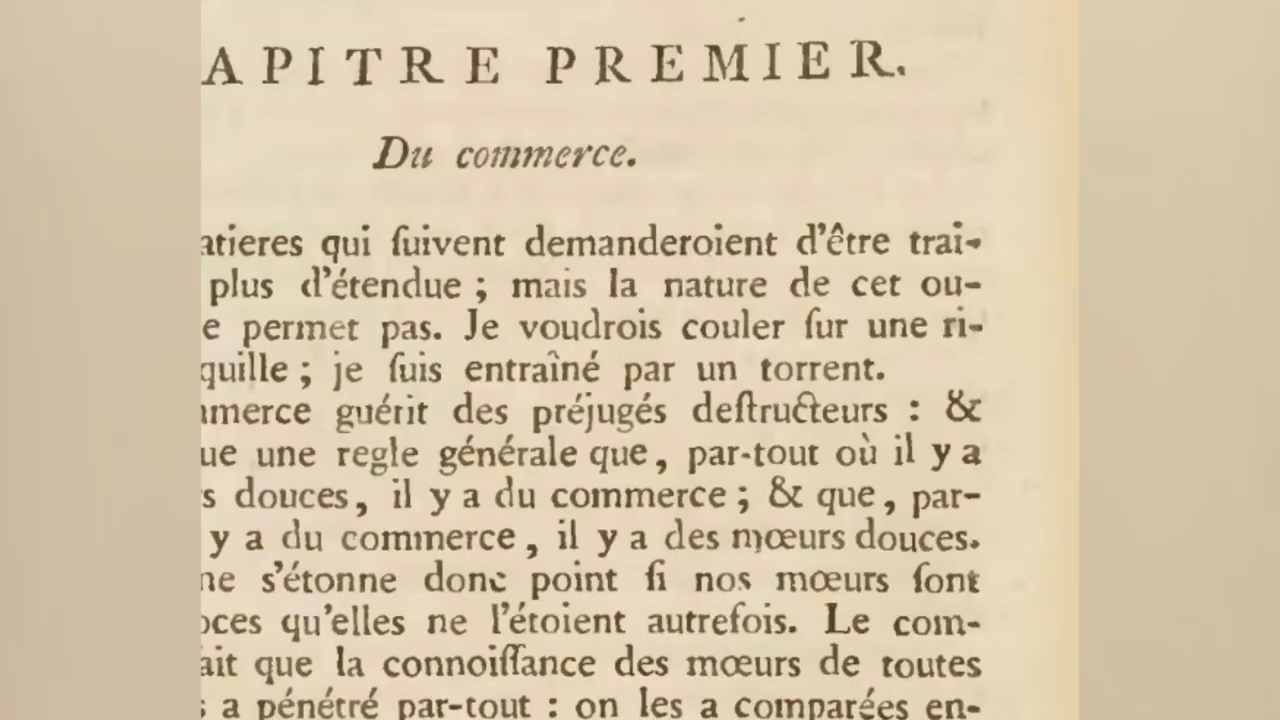 APITRE PREMIER.
Du commerce.
atieres qui ſuivent demanderoient d'être trai-
plus d'étendue ; mais la nature de cet ou-
e permet pas. Je voudrois couler ſur une ri-
quille ; je ſuis entraîné par un torrent.
mmerce guérit des préjugés deſtructeurs : &
ue une regle générale que, par-tout où il y a
s douces, il y a du commerce ; & que, par-
y a du commerce, il y a des mœurs douces.
ne s'étonne donc point ſi nos mœurs ſont
oces qu'elles ne l'étoient autrefois. Le com-
ait que la connoiſſance des mœurs de toutes
s a pénétré par-tout : on les a comparées en-